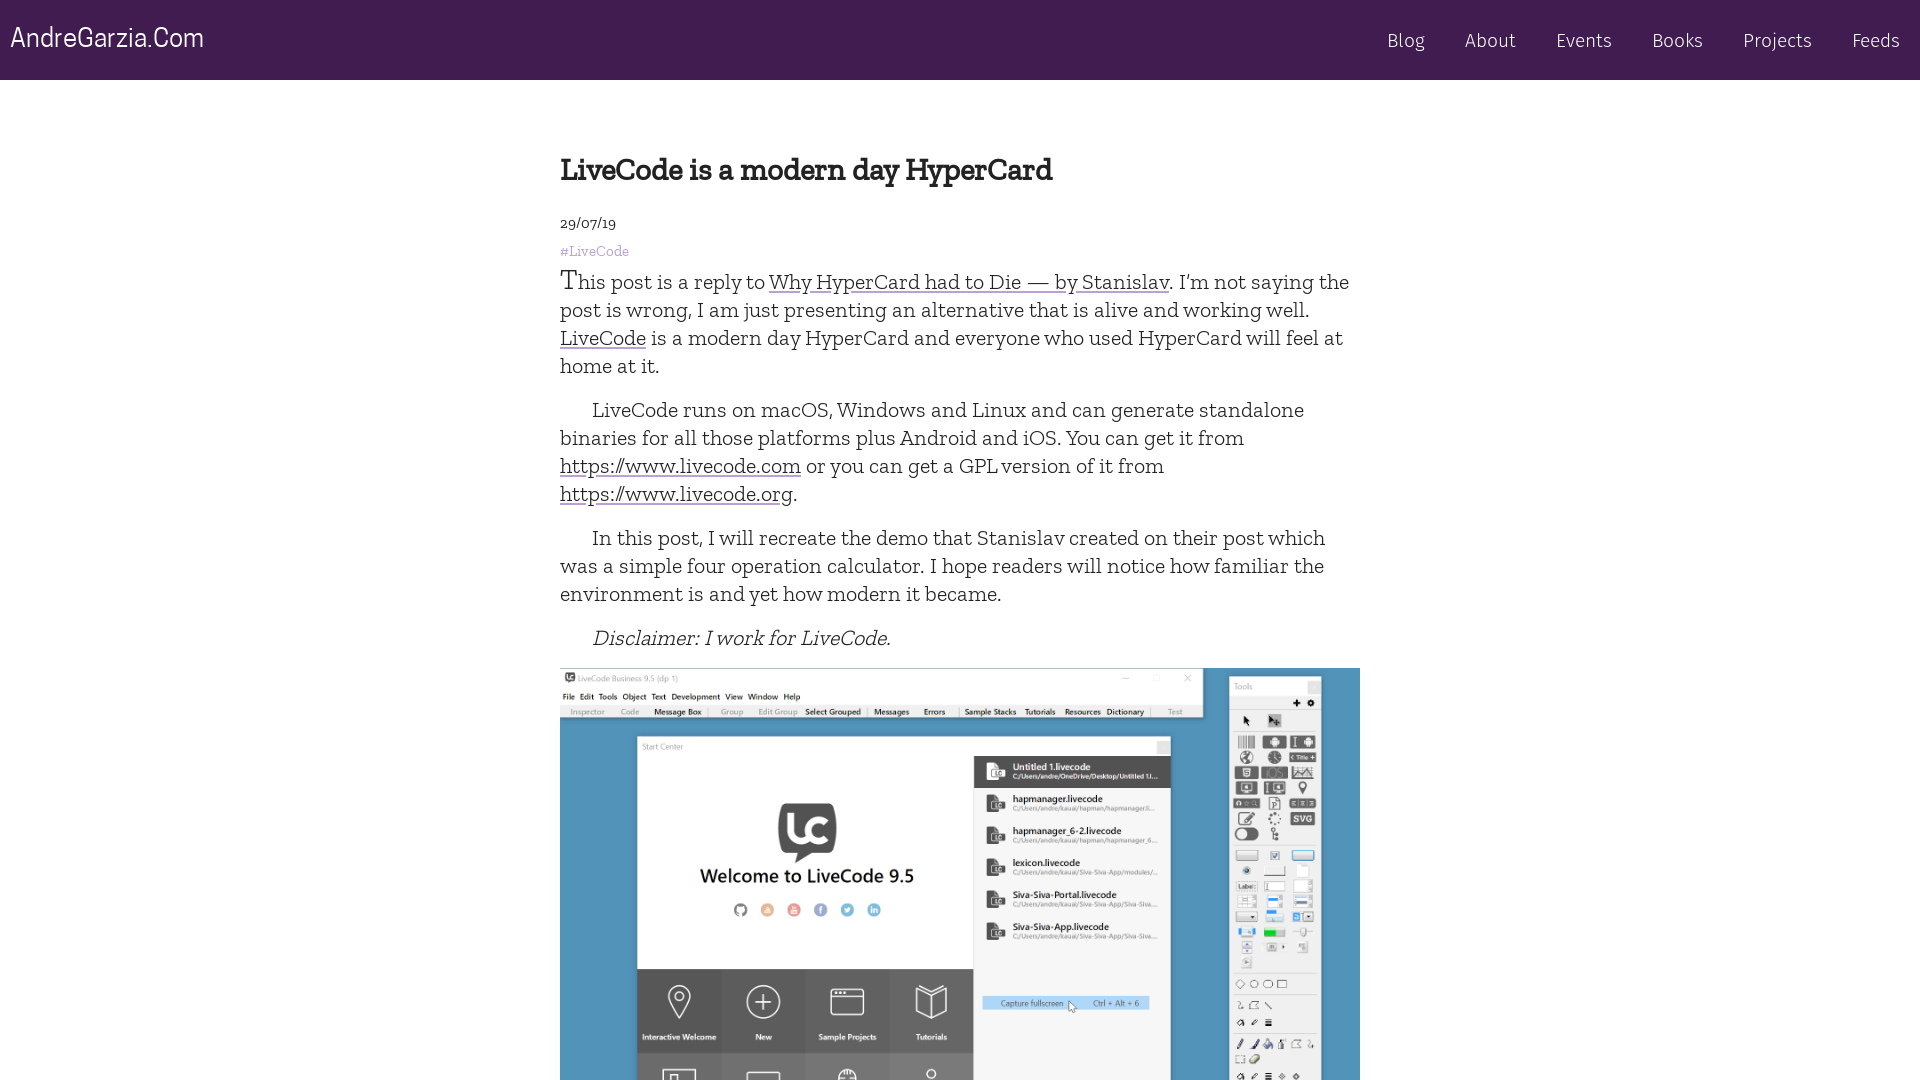 AndreGarzia.Com
Blog About Events Books Projects Feeds
LiveCode is a modern day HyperCard
29/07/19
#LiveCode
This post is a reply to Why HyperCard had to Die — by Stanislav. I’m not saying the
post is wrong, I am just presenting an alternative that is alive and working well.
LiveCode is a modern day HyperCard and everyone who used HyperCard will feel at
home at it.
LiveCode runs on macOS, Windows and Linux and can generate standalone
binaries for all those platforms plus Android and iOS. You can get it from
https://www.livecode.com or you can get a GPL version of it from
https://www.livecode.org.
In this post, I will recreate the demo that Stanislav created on their post which
was a simple four operation calculator. I hope readers will notice how familiar the
environment is and yet how modern it became.
Disclaimer: I work for LiveCode.
LiveCode Business 9.5 (dp 1)
File Edit Tools Object Text Development View Window Help
Inspector Code Message Box Group Edit Group Select Grouped Messages Errors Sample Stacks Tutorials Resources Dictionary Test
Tools
Start Center
Untitled 1.livecode
C:/Users/andre/OneDrive/Desktop/Untitled 1.l...
hapmanager.livecode
C:/Users/andre/kauai/hapman/hapmanager.li...
hapmanager_6-2.livecode
C:/Users/andre/kauai/hapman/hapmanager_6...
lexicon.livecode
C:/Users/andre/kauai/Siva-Siva-App/modules/...
Siva-Siva-Portal.livecode
C:/Users/andre/kauai/Siva-Siva-App/Siva-Siva...
Siva-Siva-App.livecode
C:/Users/andre/kauai/Siva-Siva-App/Siva-Siva...
Welcome to LiveCode 9.5
Capture fullscreen Ctrl + Alt + 6
Interactive Welcome New Sample Projects Tutorials
Label:
SVG